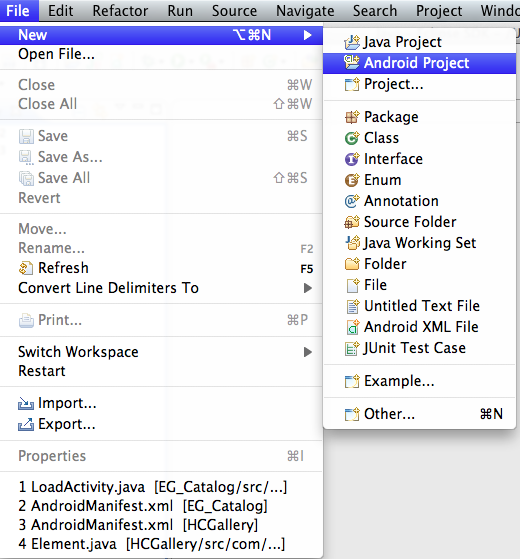 File Edit Refactor Run Source Navigate Search Project
New ⌥⌘N
Open File...
Close ⌘W
Close All ⇧⌘W
Save ⌘S
Save As...
Save All ⇧⌘S
Revert
Move...
Rename... F2
Refresh F5
Convert Line Delimiters To
Print... ⌘P
Switch Workspace
Restart
Import...
Export...
Properties ⌘I
1 LoadActivity.java [EG_Catalog/src/...]
2 AndroidManifest.xml [EG_Catalog]
3 AndroidManifest.xml [HCGallery]
4 Element.java [HCGallery/src/com/...]
Java Project
Android Project
Project...
Package
Class
Interface
Enum
Annotation
Source Folder
Java Working Set
Folder
File
Untitled Text File
Android XML File
JUnit Test Case
Example...
Other... ⌘N